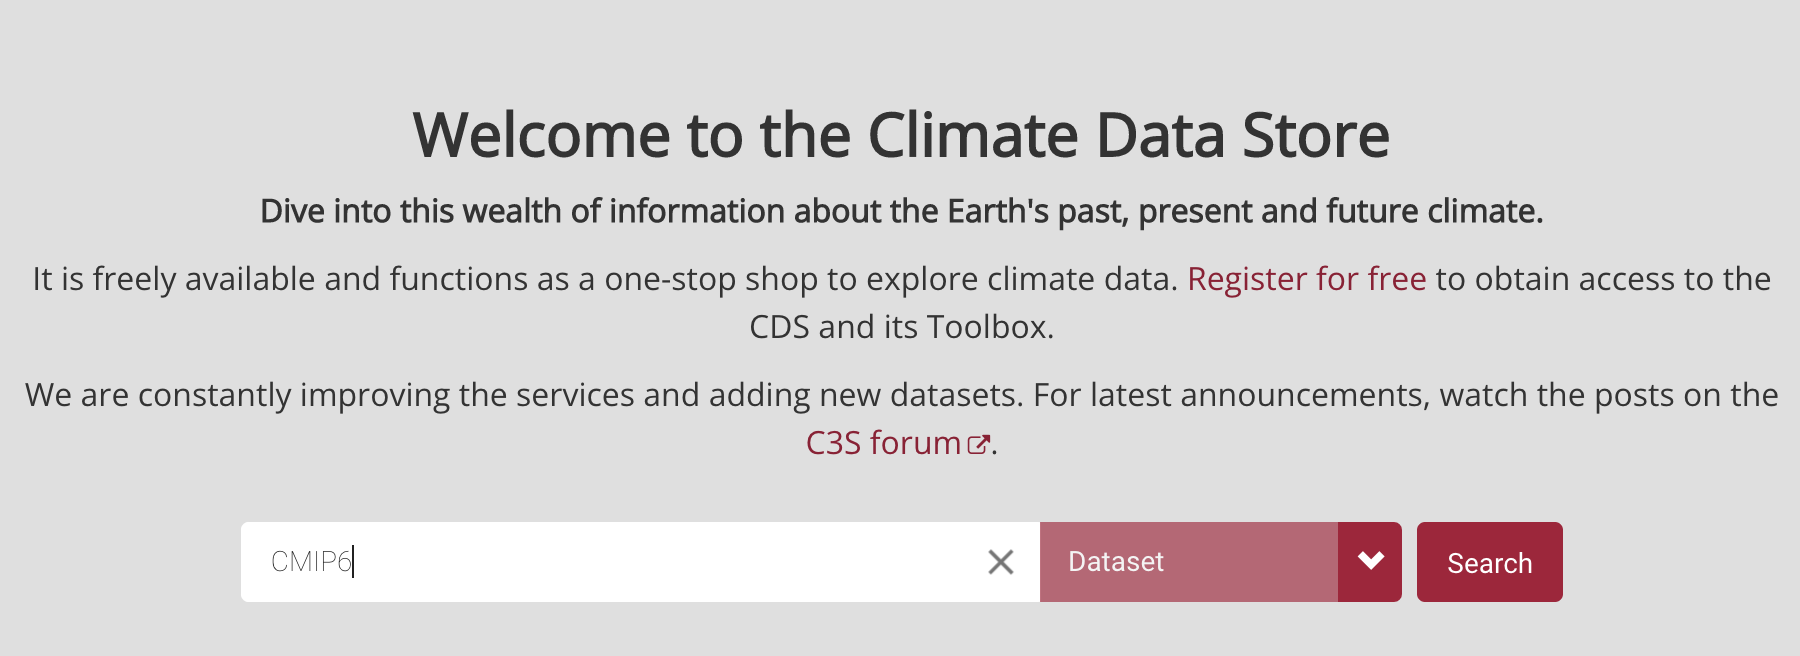 Welcome to the Climate Data Store
Dive into this wealth of information about the Earth's past, present and future climate.
It is freely available and functions as a one-stop shop to explore climate data. Register for free to obtain access to the
CDS and its Toolbox.
We are constantly improving the services and adding new datasets. For latest announcements, watch the posts on the
C3S forum.
CMIP6 Dataset Search